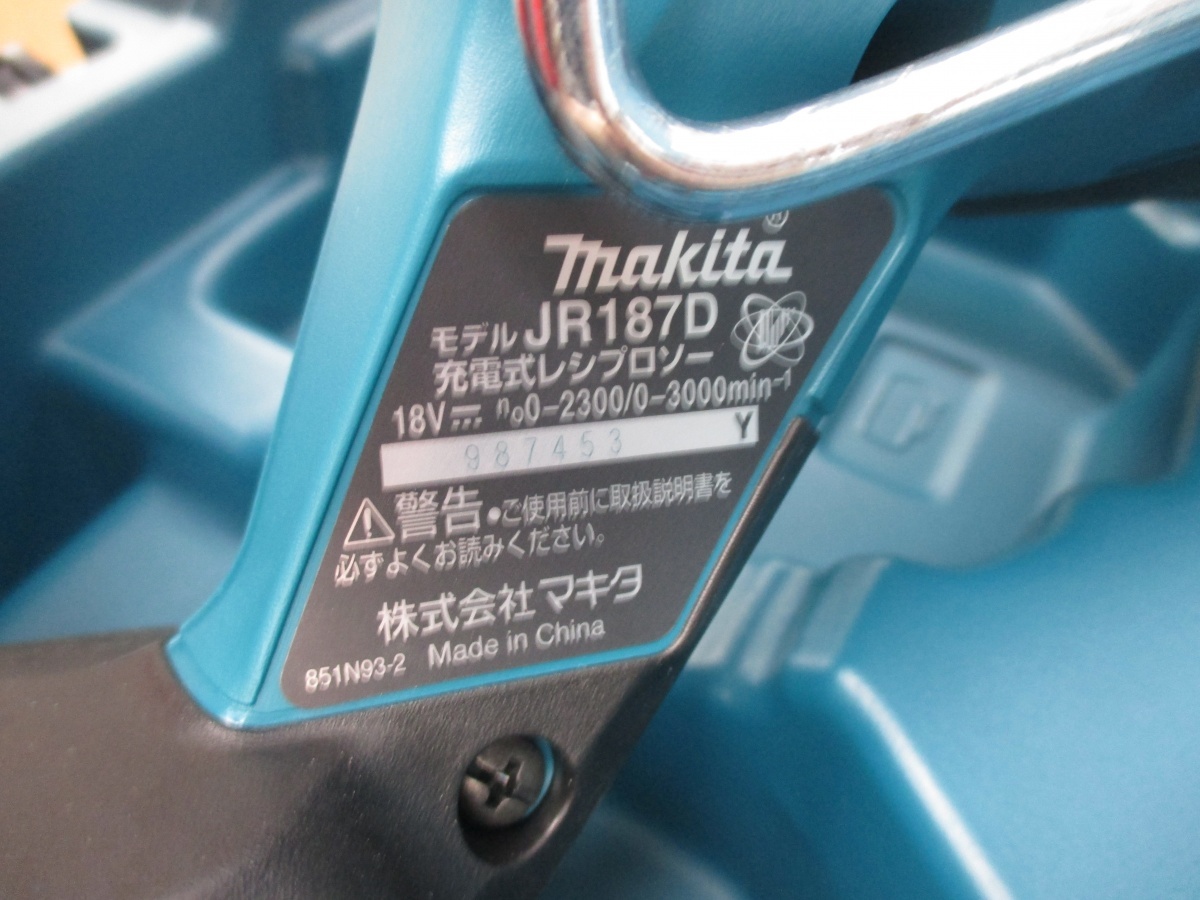 makita®
モデル JR187D
充電式レシプロソー
18V⎓ n₀0-2300/0-3000min⁻¹
987453 Y
⚠警告 •ご使用前に取扱説明書を
必ずよくお読みください。
株式会社マキタ
851N93-2 Made in China